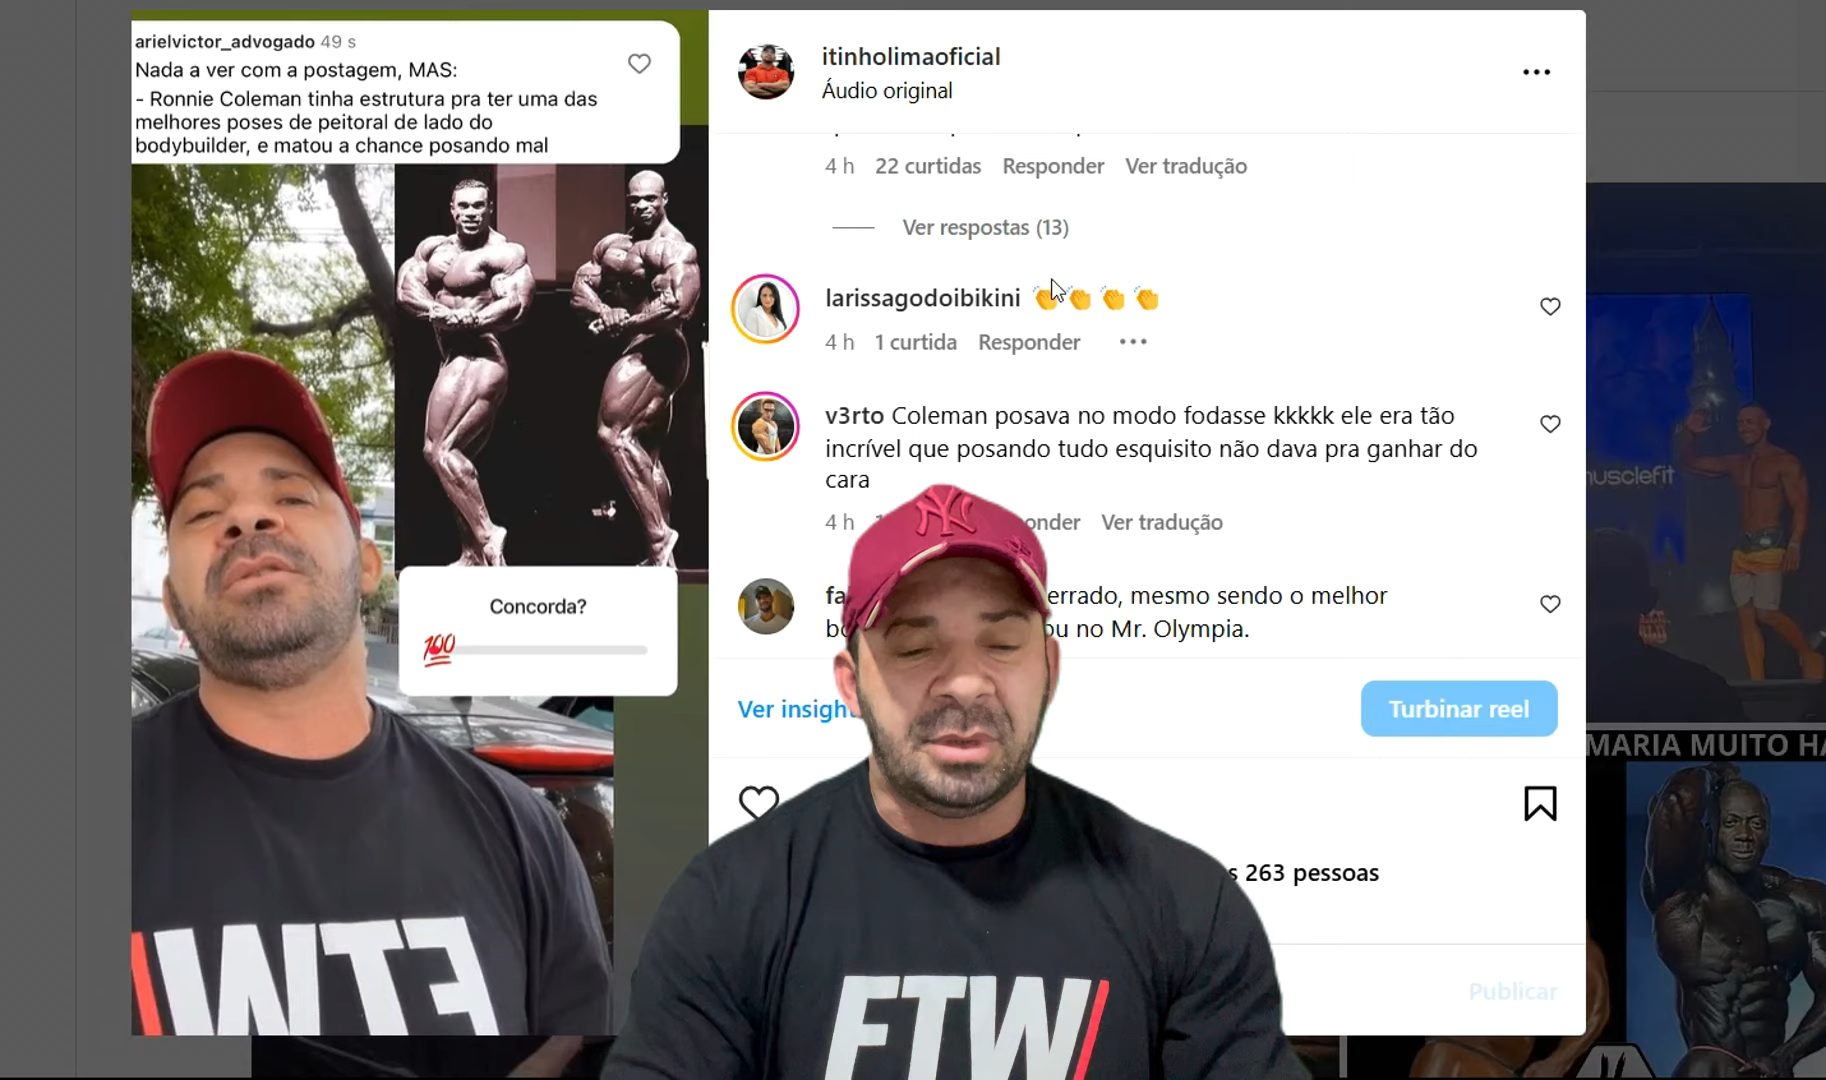 arielvictor_advogado 49 s
Nada a ver com a postagem, MAS:
- Ronnie Coleman tinha estrutura pra ter uma das
melhores poses de peitoral de lado do
bodybuilder, e matou a chance posando mal
Concorda?
💯
FTW
itinholimaoficial
Áudio original
4 h 22 curtidas Responder Ver tradução
Ver respostas (13)
larissagodoibikini 👏👏👏👏
4 h 1 curtida Responder
v3rto Coleman posava no modo fodasse kkkkk ele era tão
incrível que posando tudo esquisito não dava pra ganhar do
cara
4 h Ver tradução
errado, mesmo sendo o melhor
no Mr. Olympia.
Ver
Turbinar reel
263 pessoas
Publicar
NY
FTW/
musclefit
MARIA MUITO